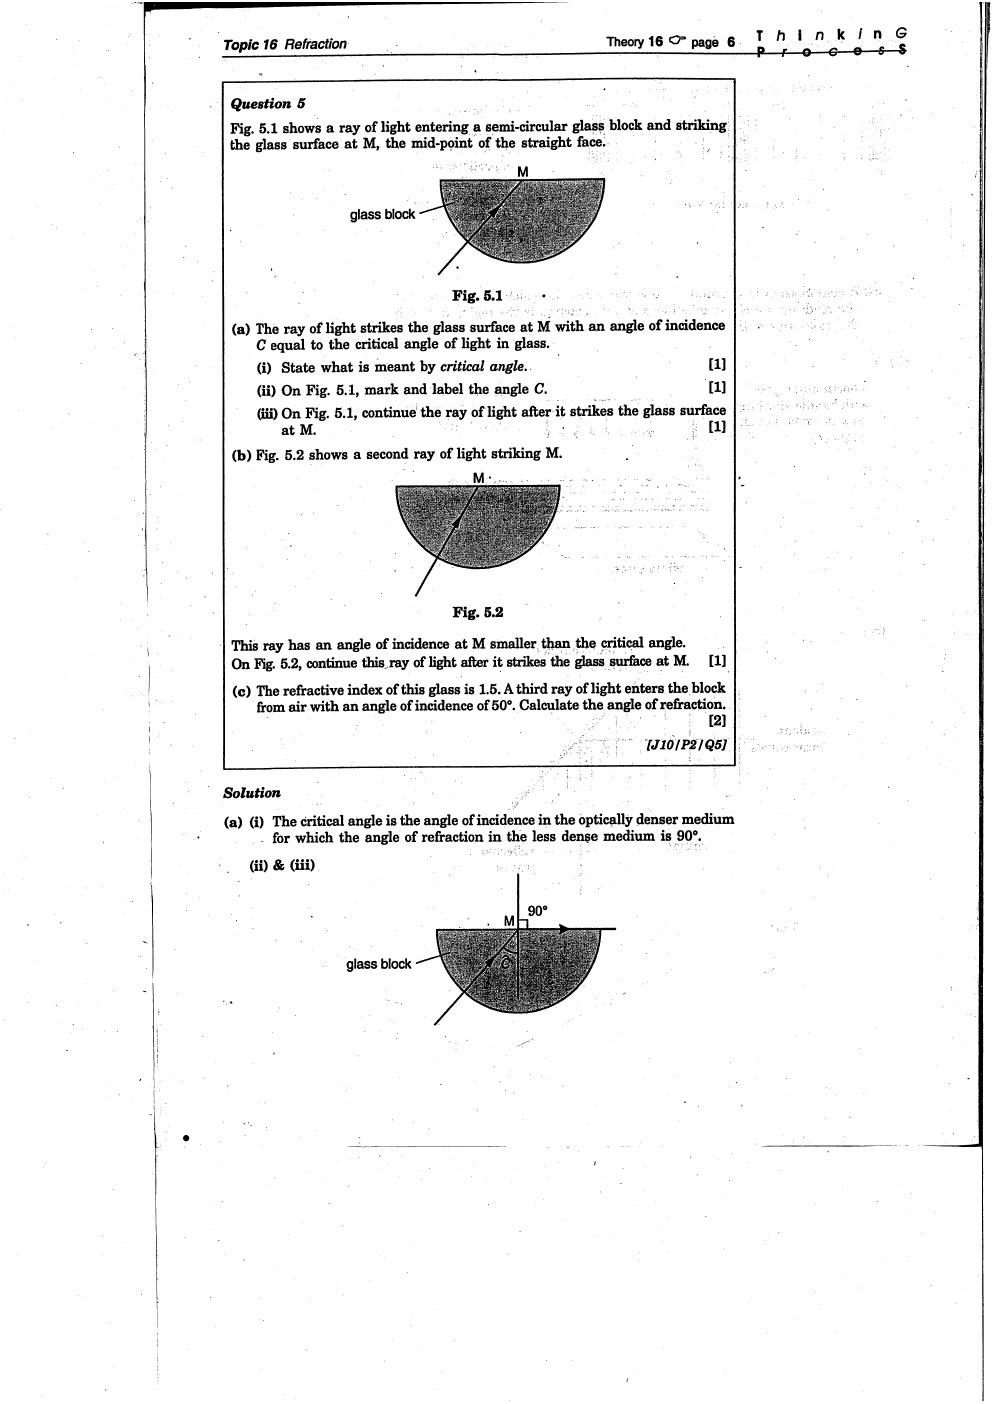 Topic 16 Refraction
Theory 16 ☞ page 6
T h i n k i n G
P r o c e s S
Question 5
Fig. 5.1 shows a ray of light entering a semi-circular glass block and striking
the glass surface at M, the mid-point of the straight face.
M
glass block
Fig. 5.1
(a) The ray of light strikes the glass surface at M with an angle of incidence
C equal to the critical angle of light in glass.
(i) State what is meant by critical angle. [1]
(ii) On Fig. 5.1, mark and label the angle C. [1]
(iii) On Fig. 5.1, continue the ray of light after it strikes the glass surface
at M. [1]
(b) Fig. 5.2 shows a second ray of light striking M.
M
Fig. 5.2
This ray has an angle of incidence at M smaller than the critical angle.
On Fig. 5.2, continue this ray of light after it strikes the glass surface at M. [1]
(c) The refractive index of this glass is 1.5. A third ray of light enters the block
from air with an angle of incidence of 50°. Calculate the angle of refraction.
[2]
[J10/P2/Q5]
Solution
(a) (i) The critical angle is the angle of incidence in the optically denser medium
for which the angle of refraction in the less dense medium is 90°.
(ii) & (iii)
90°
M
glass block
C